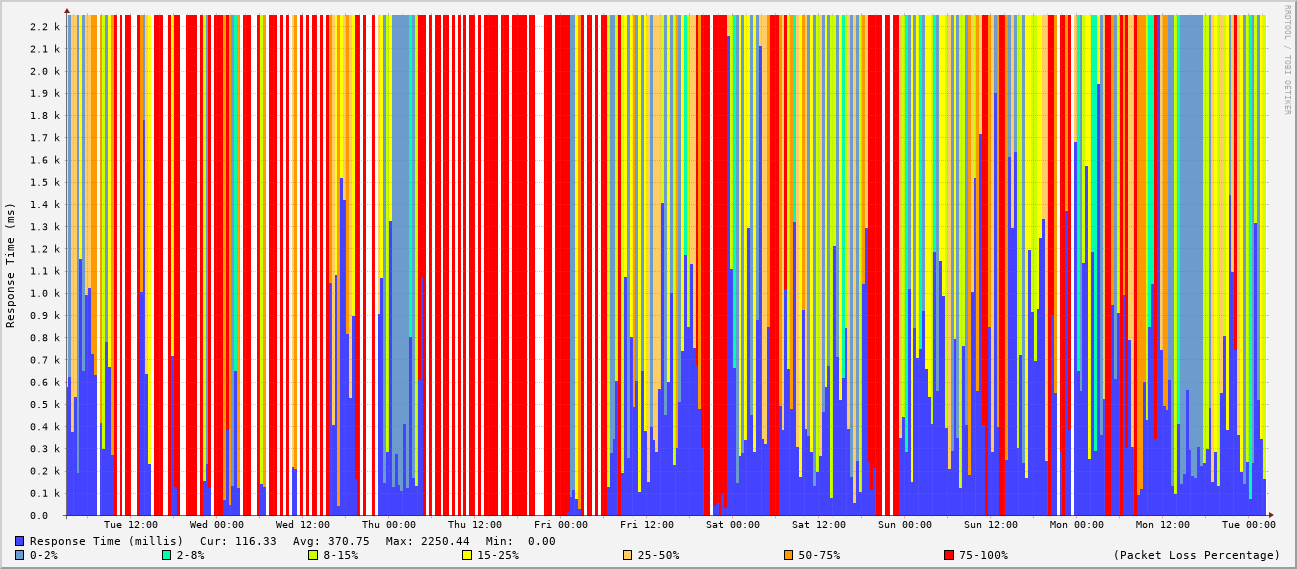 RRDTOOL / TOBI OETIKER
Response Time (ms)
2.2 k
2.1 k
2.0 k
1.9 k
1.8 k
1.7 k
1.6 k
1.5 k
1.4 k
1.3 k
1.2 k
1.1 k
1.0 k
0.9 k
0.8 k
0.7 k
0.6 k
0.5 k
0.4 k
0.3 k
0.2 k
0.1 k
0.0
Tue 12:00 Wed 00:00 Wed 12:00 Thu 00:00 Thu 12:00 Fri 00:00 Fri 12:00 Sat 00:00 Sat 12:00 Sun 00:00 Sun 12:00 Mon 00:00 Mon 12:00 Tue 00:00
Response Time (millis) Cur: 116.33 Avg: 370.75 Max: 2250.44 Min: 0.00
0-2% 2-8% 8-15% 15-25% 25-50% 50-75% 75-100% (Packet Loss Percentage)